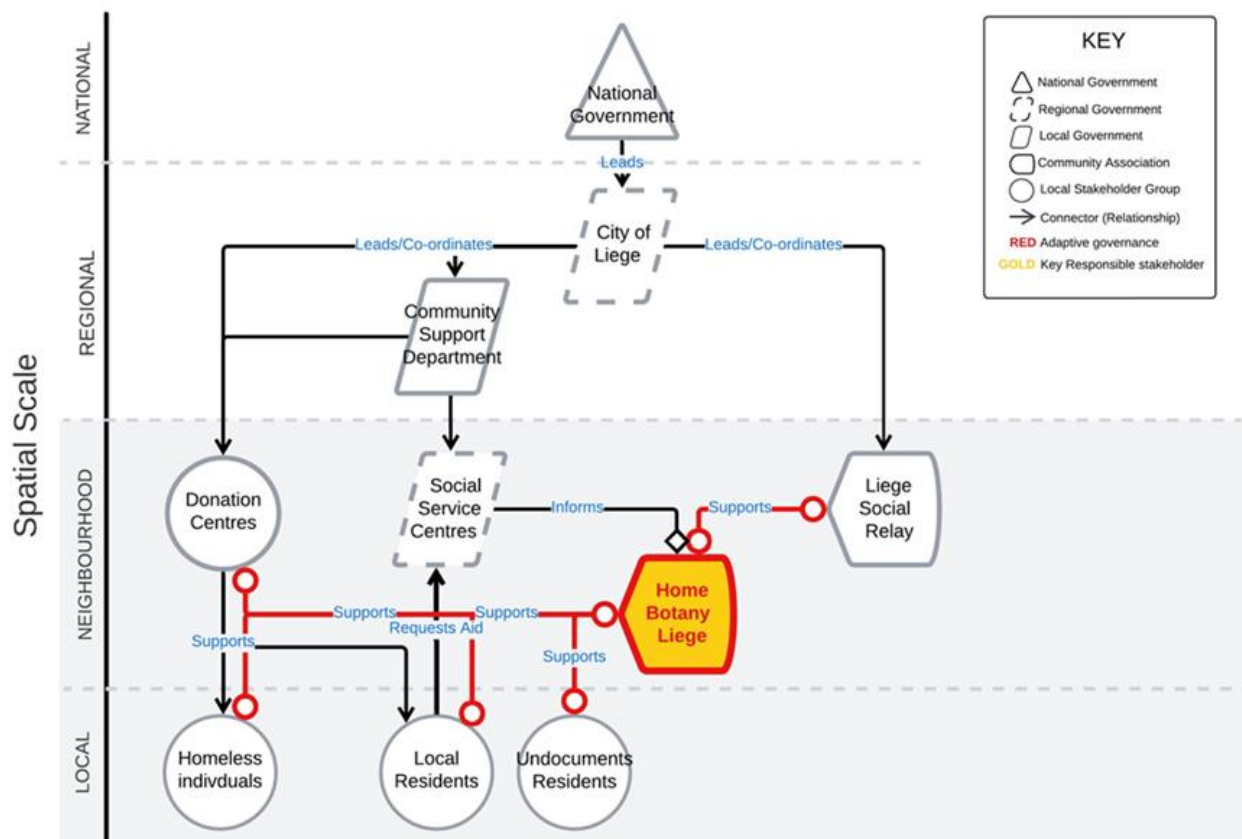 Spatial Scale
NATIONAL
REGIONAL
NEIGHBOURHOOD
LOCAL
National
Government
Leads
City of
Liege
Leads/Co-ordinates
Leads/Co-ordinates
Community
Support
Department
Donation
Centres
Social
Service
Centres
Informs
Supports
Liege
Social
Relay
Home
Botany
Liege
Supports
Supports
Requests Aid
Supports
Supports
Homeless
indivduals
Local
Residents
Undocuments
Residents
KEY
National Government
Regional Government
Local Government
Community Association
Local Stakeholder Group
Connector (Relationship)
RED Adaptive governance
GOLD Key Responsible stakeholder